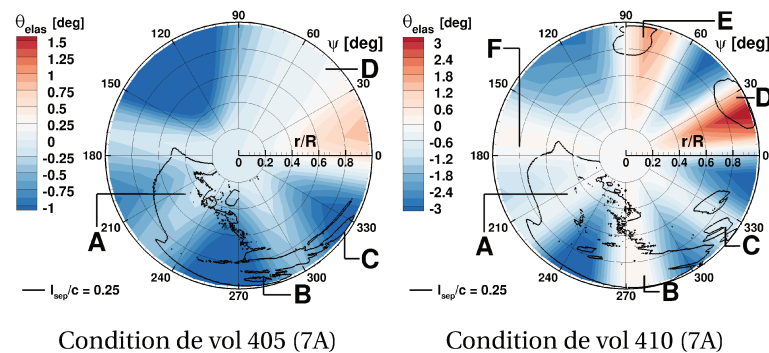 θelas [deg]
1.5
1.25
1
0.75
0.5
0.25
0
-0.25
-0.5
-0.75
-1
90
ψ [deg]
120
D
150
30
r/R
180
0 0.2 0.4 0.6 0.8
0
A
210
330
C
240
300
B
270
lsep/c = 0.25
Condition de vol 405 (7A)
θelas [deg]
3
2.4
1.8
1.2
0.6
0
-0.6
-1.2
-1.8
-2.4
-3
90
E
ψ [deg]
F
120
30
D
150
r/R
180
0 0.2 0.4 0.6 0.8
0
A
210
330
C
240
300
B
270
lsep/c = 0.25
Condition de vol 410 (7A)